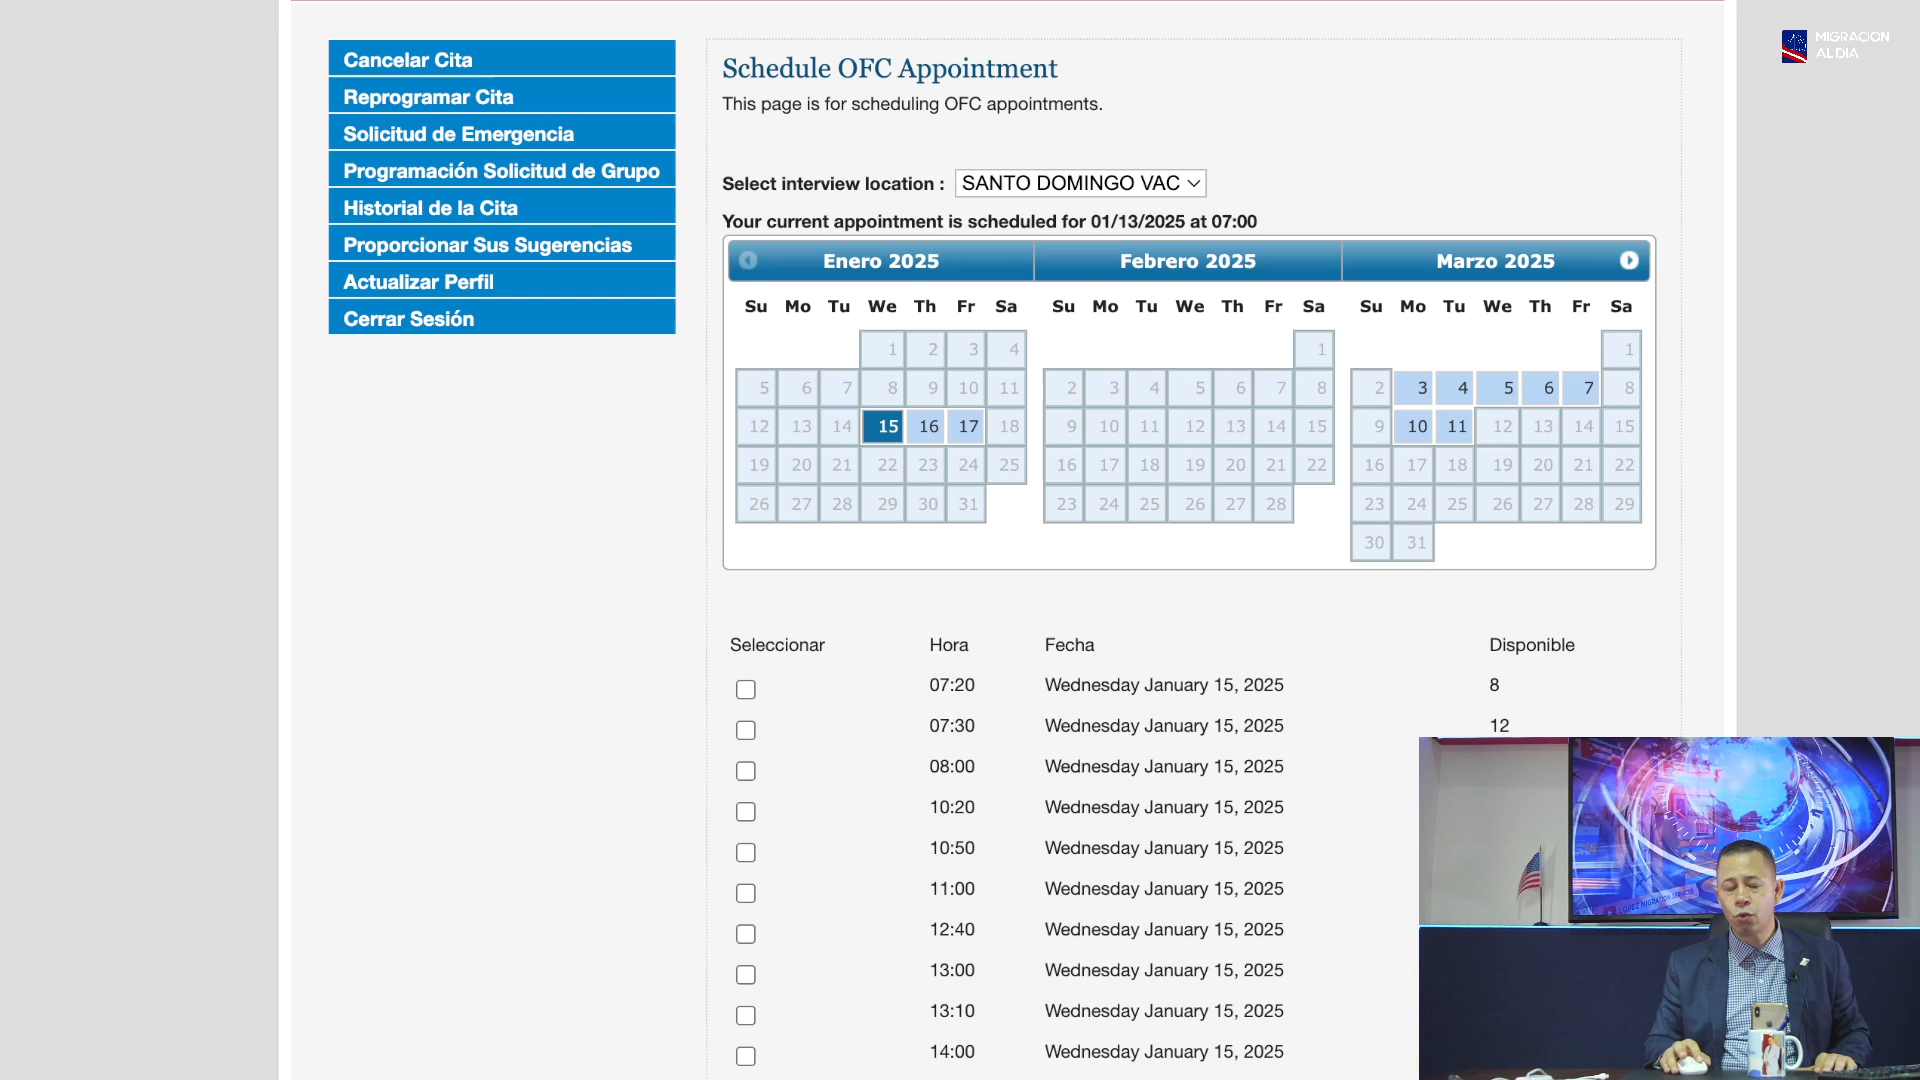 MIGRACION
AL DIA
Cancelar Cita
Reprogramar Cita
Solicitud de Emergencia
Programación Solicitud de Grupo
Historial de la Cita
Proporcionar Sus Sugerencias
Actualizar Perfil
Cerrar Sesión
Schedule OFC Appointment
This page is for scheduling OFC appointments.
Select interview location : SANTO DOMINGO VAC
Your current appointment is scheduled for 01/13/2025 at 07:00
Enero 2025
Su Mo Tu We Th Fr Sa
1 2 3 4
5 6 7 8 9 10 11
12 13 14 15 16 17 18
19 20 21 22 23 24 25
26 27 28 29 30 31
Febrero 2025
Su Mo Tu We Th Fr Sa
1
2 3 4 5 6 7 8
9 10 11 12 13 14 15
16 17 18 19 20 21 22
23 24 25 26 27 28
Marzo 2025
Su Mo Tu We Th Fr Sa
1
2 3 4 5 6 7 8
9 10 11 12 13 14 15
16 17 18 19 20 21 22
23 24 25 26 27 28 29
30 31
Seleccionar Hora Fecha Disponible
07:20 Wednesday January 15, 2025 8
07:30 Wednesday January 15, 2025 12
08:00 Wednesday January 15, 2025
10:20 Wednesday January 15, 2025
10:50 Wednesday January 15, 2025
11:00 Wednesday January 15, 2025
12:40 Wednesday January 15, 2025
13:00 Wednesday January 15, 2025
13:10 Wednesday January 15, 2025
14:00 Wednesday January 15, 2025
LÓPEZ MIGRATION SERVICES